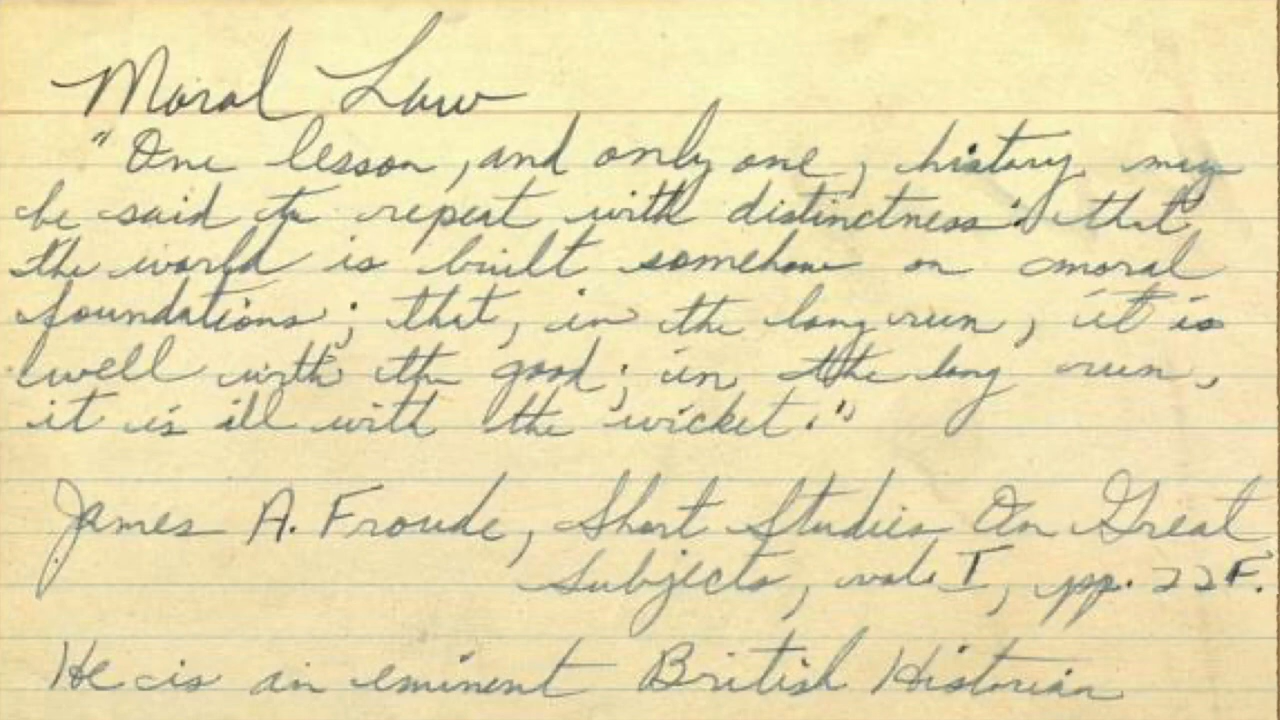 Moral Law
"One lesson, and only one, history may
be said to repeat with distinctness: that
the world is built somehow on moral
foundations; that, in the long run, it is
well with the good; in the long run,
it is ill with the wicket."
James A. Froude, Short Studies On Great
Subjects, vol. I, pp. 22F.
He is an eminent British Historian